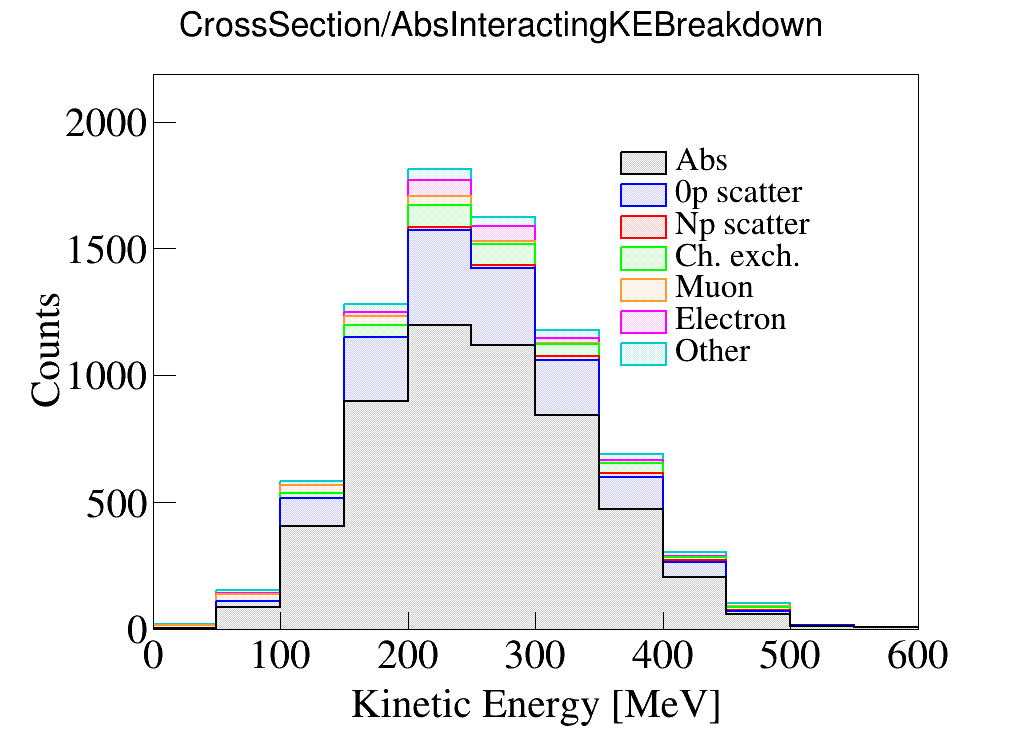 CrossSection/AbsInteractingKEBreakdown
2000
1500
1000
500
0
Counts
Abs
0p scatter
Np scatter
Ch. exch.
Muon
Electron
Other
0 100 200 300 400 500 600
Kinetic Energy [MeV]